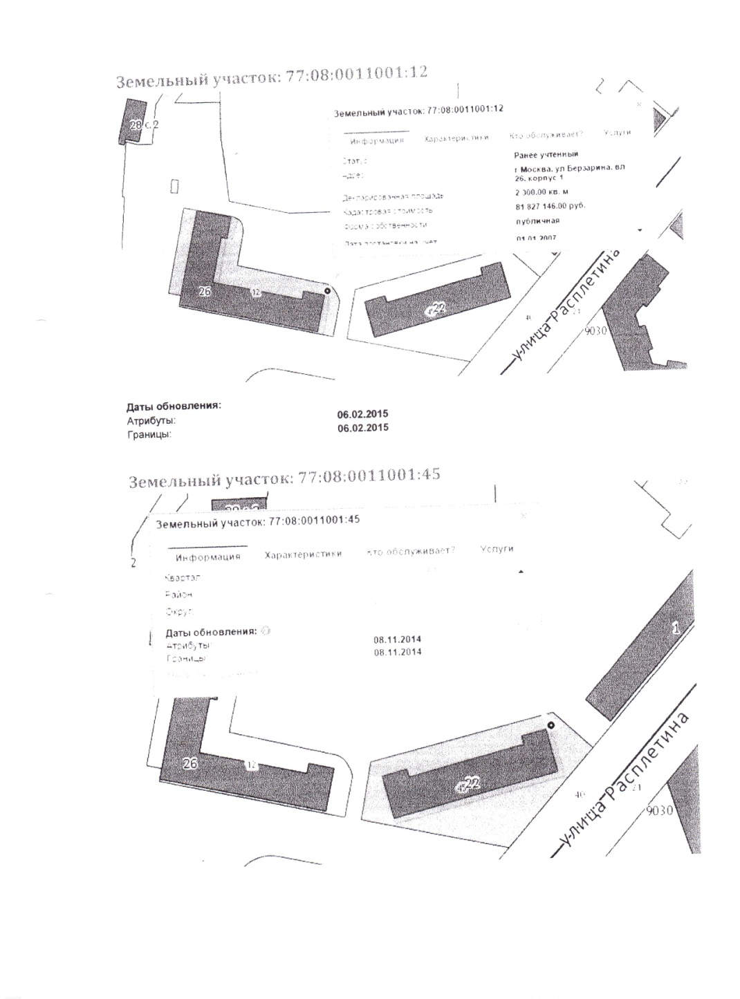 Земельный участок: 77:08:0011001:12
28 с.2
Земельный участок: 77:08:0011001:12
Информация Характеристики Кто обслуживает? Услуги
Статус Ранее учтенный
Адрес г Москва, ул Берзарина, вл
26, корпус 1
Декларированная площадь 2 300.00 кв. м
Кадастровая стоимость 81 827 146.00 руб.
Форма собственности публичная
Дата постановки на учет 01.01.2007
26
12
22
улица Расплетина
21
9030
Даты обновления:
Атрибуты: 06.02.2015
Границы: 06.02.2015
Земельный участок: 77:08:0011001:45
Земельный участок: 77:08:0011001:45
2
Информация Характеристики Кто обслуживает? Услуги
Квартал:
Район
Округ:
Даты обновления:
Атрибуты: 08.11.2014
Границы: 08.11.2014
1
26
12
22
40
улица Расплетина
21
9030